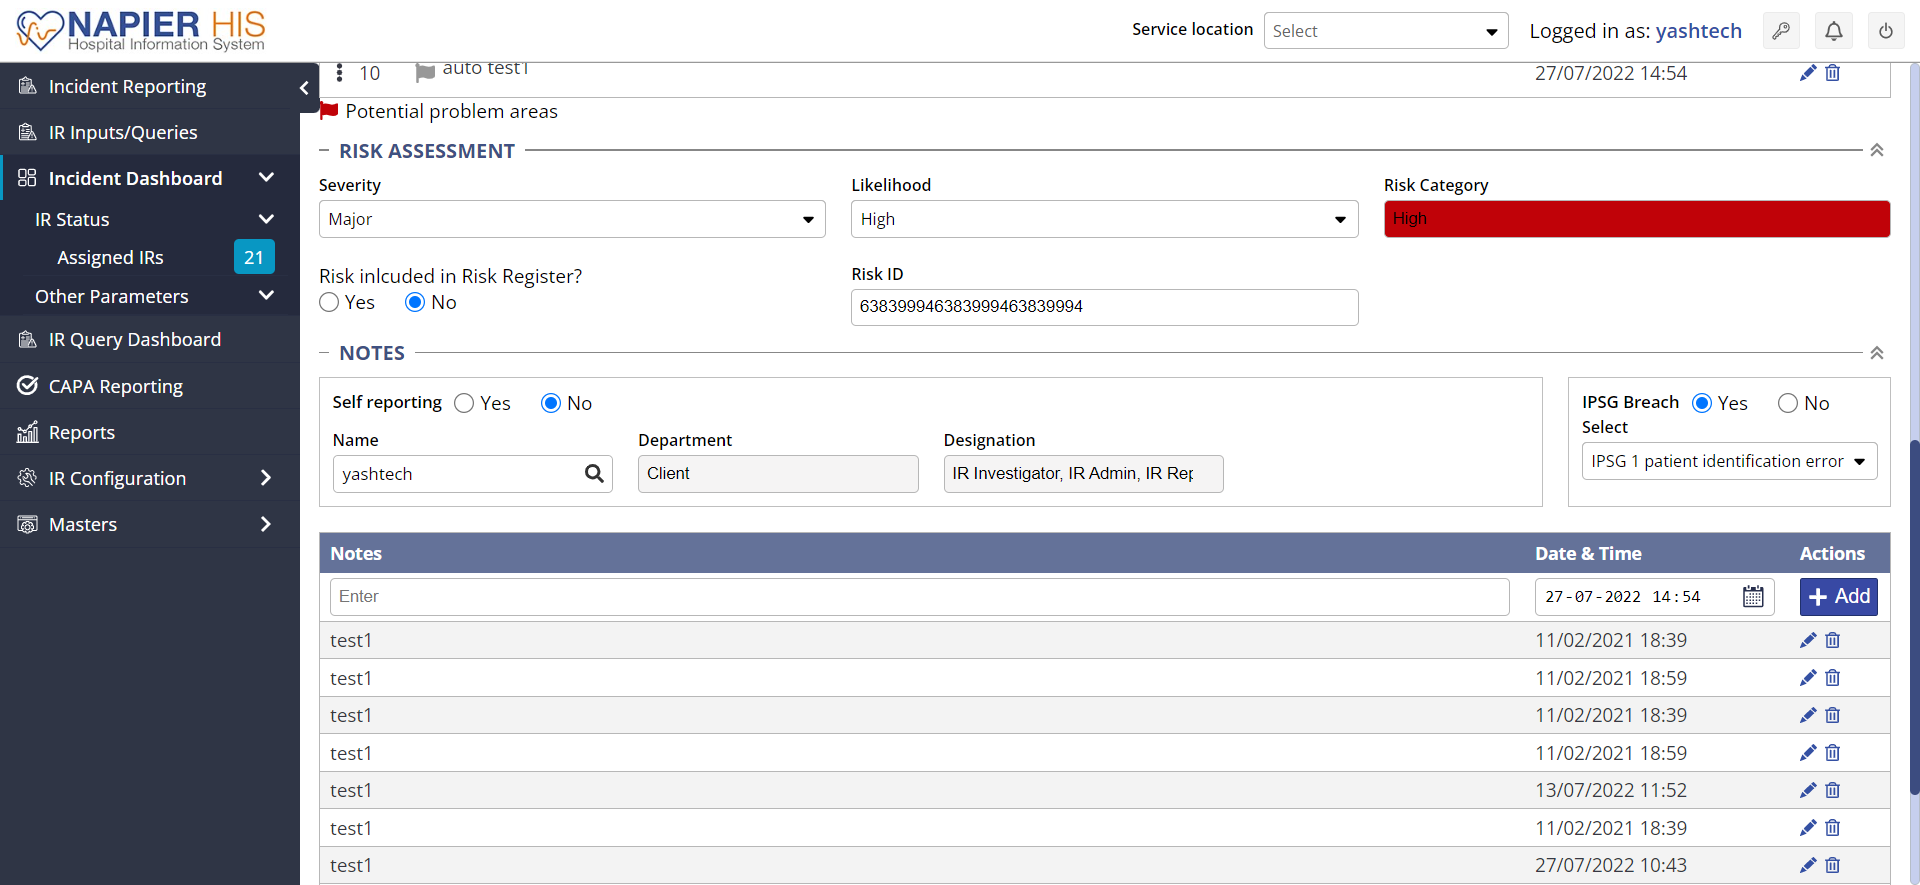 NAPIER HIS
Hospital Information System
Service location
Select
Logged in as: yashtech
Incident Reporting
IR Inputs/Queries
Incident Dashboard
IR Status
Assigned IRs 21
Other Parameters
IR Query Dashboard
CAPA Reporting
Reports
IR Configuration
Masters
10 auto test1 27/07/2022 14:54
Potential problem areas
RISK ASSESSMENT
Severity Likelihood Risk Category
Major High High
Risk inlcuded in Risk Register? Risk ID
Yes No
638399946383999463839994
NOTES
Self reporting Yes No
Name Department Designation
yashtech Client IR Investigator, IR Admin, IR Rep
IPSG Breach Yes No
Select
IPSG 1 patient identification error
Notes Date & Time Actions
Enter 27-07-2022 14:54 Add
test1 11/02/2021 18:39
test1 11/02/2021 18:59
test1 11/02/2021 18:39
test1 11/02/2021 18:59
test1 13/07/2022 11:52
test1 11/02/2021 18:39
test1 27/07/2022 10:43